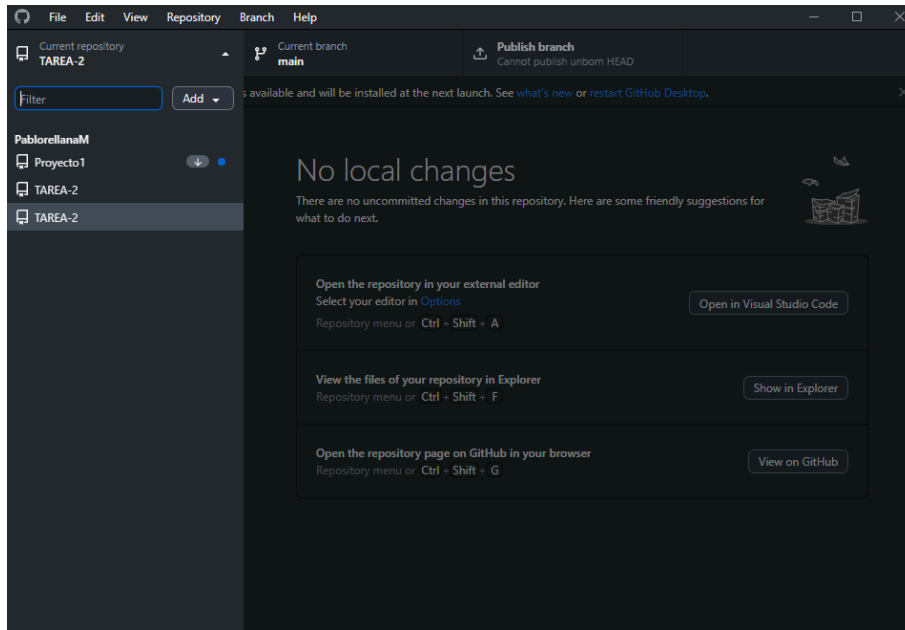 File Edit View Repository Branch Help
Current repository
TAREA-2
Current branch
main
Publish branch
Cannot publish unborn HEAD
Filter
Add
s available and will be installed at the next launch. See what's new or restart GitHub Desktop.
PablorellanaM
Proyecto1
TAREA-2
TAREA-2
No local changes
There are no uncommitted changes in this repository. Here are some friendly suggestions for
what to do next.
Open the repository in your external editor
Select your editor in Options
Repository menu or Ctrl + Shift + A
Open in Visual Studio Code
View the files of your repository in Explorer
Repository menu or Ctrl + Shift + F
Show in Explorer
Open the repository page on GitHub in your browser
Repository menu or Ctrl + Shift + G
View on GitHub